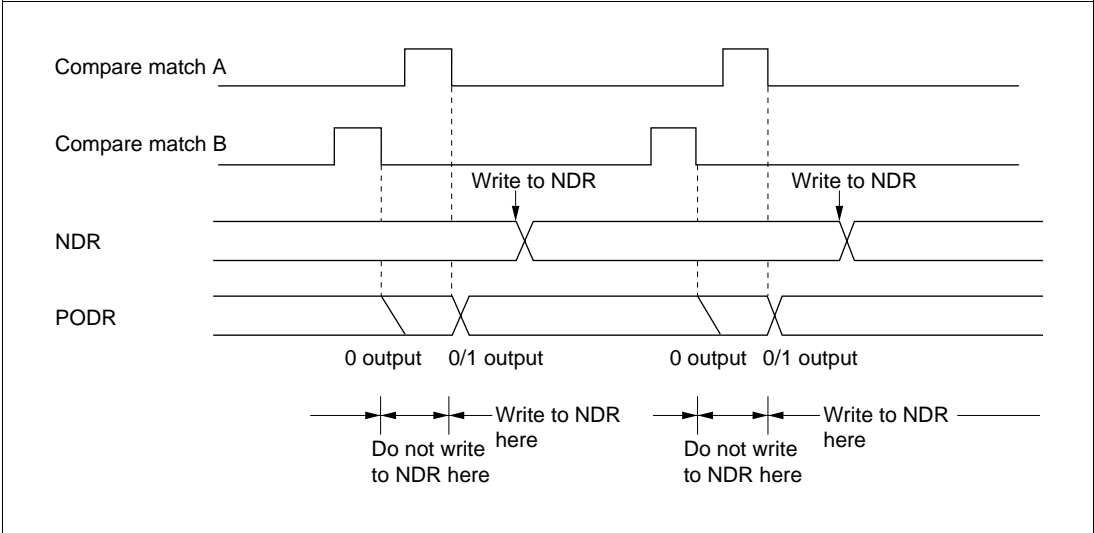 Compare match A
Compare match B
Write to NDR Write to NDR
NDR
PODR
0 output 0/1 output 0 output 0/1 output
Write to NDR
here
Do not write
to NDR here
Write to NDR
here
Do not write
to NDR here